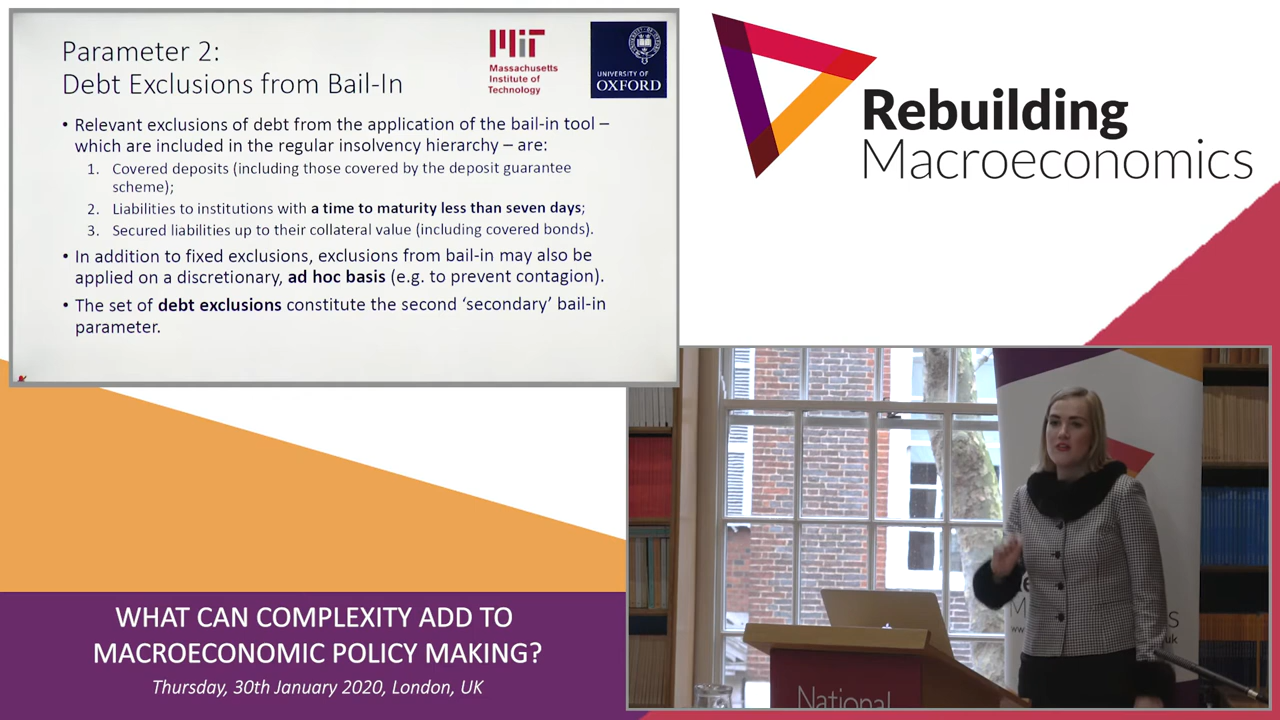 Parameter 2:
Debt Exclusions from Bail-In
MIT
Massachusetts
Institute of
Technology
UNIVERSITY OF
OXFORD
• Relevant exclusions of debt from the application of the bail-in tool –
which are included in the regular insolvency hierarchy – are:
1. Covered deposits (including those covered by the deposit guarantee
scheme);
2. Liabilities to institutions with a time to maturity less than seven days;
3. Secured liabilities up to their collateral value (including covered bonds).
• In addition to fixed exclusions, exclusions from bail-in may also be
applied on a discretionary, ad hoc basis (e.g. to prevent contagion).
• The set of debt exclusions constitute the second ‘secondary’ bail-in
parameter.
Rebuilding
Macroeconomics
WHAT CAN COMPLEXITY ADD TO
MACROECONOMIC POLICY MAKING?
Thursday, 30th January 2020, London, UK
National